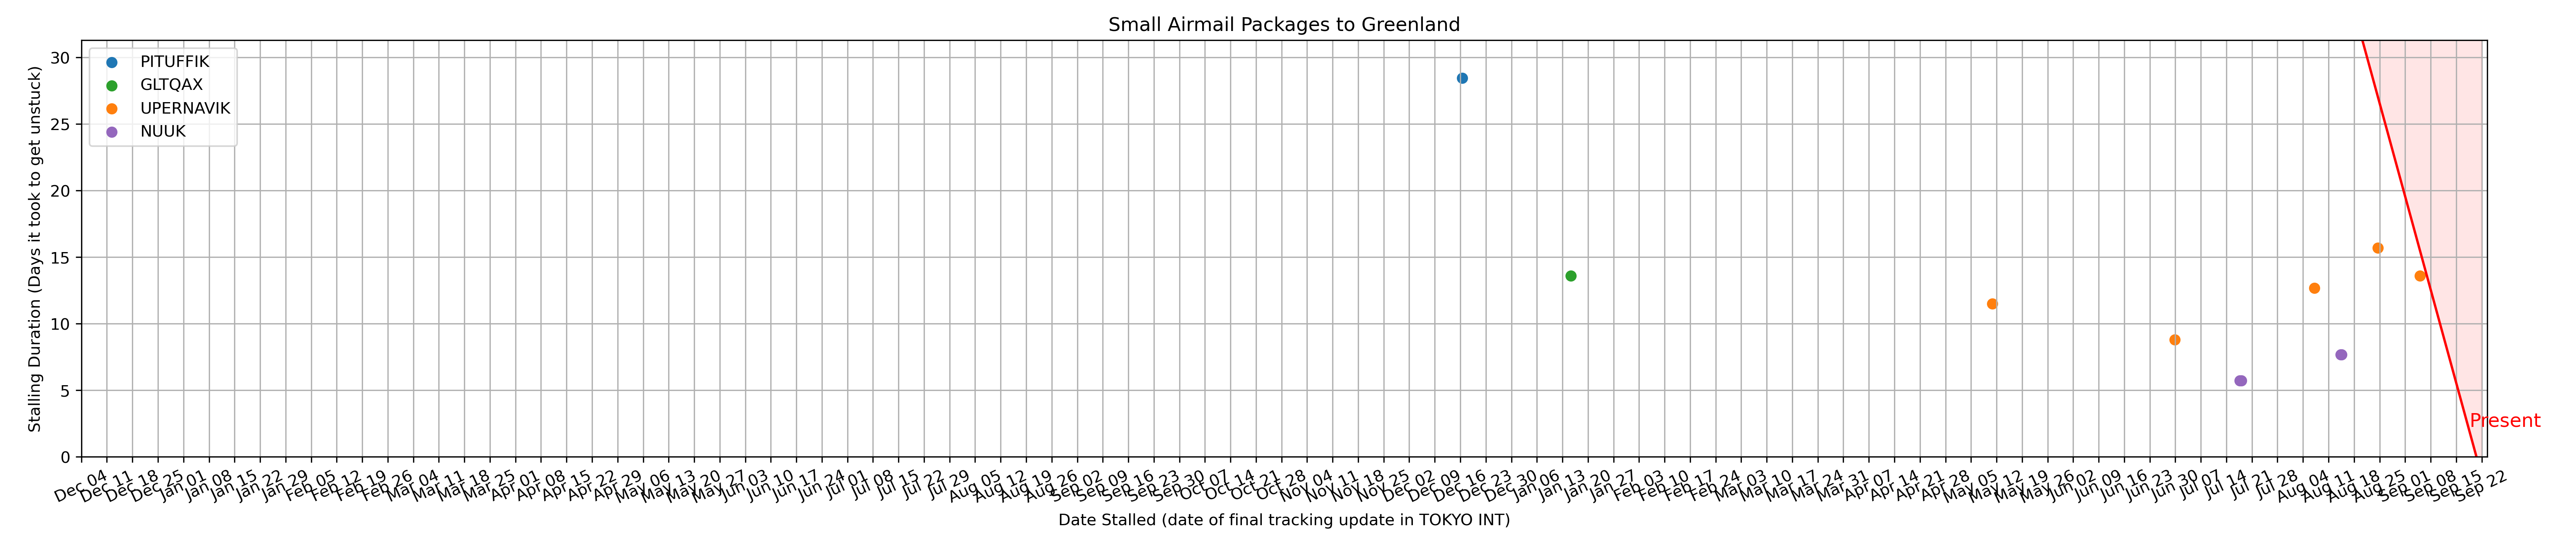 Small Airmail Packages to Greenland
PITUFFIK
GLTQAX
UPERNAVIK
NUUK
Stalling Duration (Days it took to get unstuck)
30
25
20
15
10
5
0
Present
Dec 04 Dec 11 Dec 18 Dec 25 Jan 01 Jan 08 Jan 15 Jan 22 Jan 29 Feb 05 Feb 12 Feb 19 Feb 26 Mar 04 Mar 11 Mar 18 Mar 25 Apr 01 Apr 08 Apr 15 Apr 22 Apr 29 May 06 May 13 May 20 May 27 Jun 03 Jun 10 Jun 17 Jun 24 Jul 01 Jul 08 Jul 15 Jul 22 Jul 29 Aug 05 Aug 12 Aug 19 Aug 26 Sep 02 Sep 09 Sep 16 Sep 23 Sep 30 Oct 07 Oct 14 Oct 21 Oct 28 Nov 04 Nov 11 Nov 18 Nov 25 Dec 02 Dec 09 Dec 16 Dec 23 Dec 30 Jan 06 Jan 13 Jan 20 Jan 27 Feb 03 Feb 10 Feb 17 Feb 24 Mar 03 Mar 10 Mar 17 Mar 24 Mar 31 Apr 07 Apr 14 Apr 21 Apr 28 May 05 May 12 May 19 May 26 Jun 02 Jun 09 Jun 16 Jun 23 Jun 30 Jul 07 Jul 14 Jul 21 Jul 28 Aug 04 Aug 11 Aug 18 Aug 25 Sep 01 Sep 08 Sep 15 Sep 22
Date Stalled (date of final tracking update in TOKYO INT)